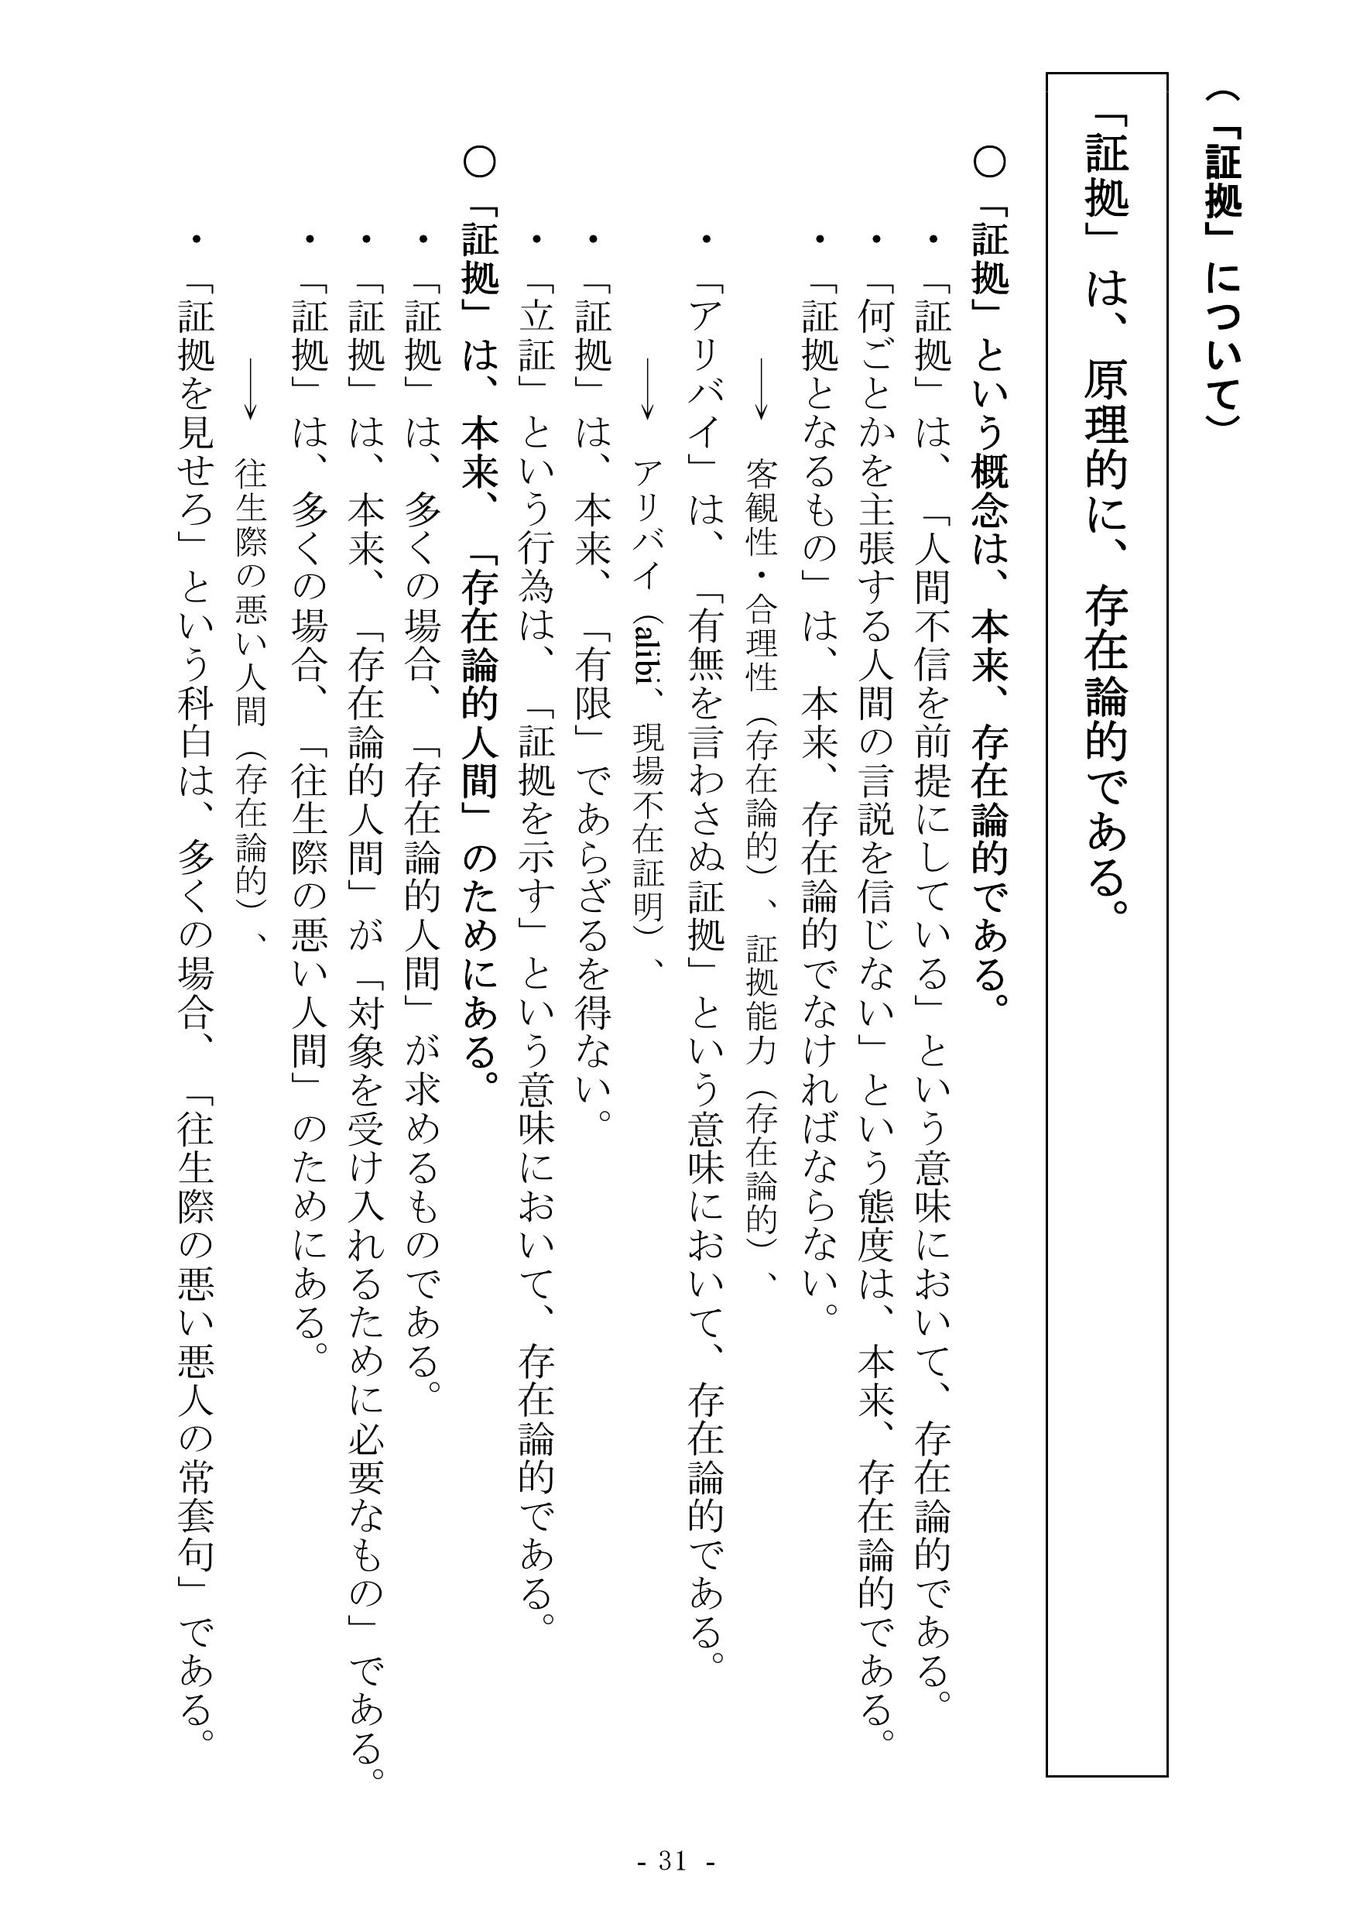 （「証拠」について）
「証拠」は、原理的に、存在論的である。
○「証拠」という概念は、本来、存在論的である。
・「証拠」は、「人間不信を前提にしている」という意味において、存在論的である。
・「何ごとかを主張する人間の言説を信じない」という態度は、本来、存在論的である。
・「証拠となるもの」は、本来、存在論的でなければならない。
→ 客観性・合理性（存在論的）、証拠能力（存在論的）、
・「アリバイ」は、「有無を言わさぬ証拠」という意味において、存在論的である。
→ アリバイ（alibi、現場不在証明）、
・「証拠」は、本来、「有限」であらざるを得ない。
・「立証」という行為は、「証拠を示す」という意味において、存在論的である。
○「証拠」は、本来、「存在論的人間」のためにある。
・「証拠」は、多くの場合、「存在論的人間」が求めるものである。
・「証拠」は、本来、「存在論的人間」が「対象を受け入れるために必要なもの」である。
・「証拠」は、多くの場合、「往生際の悪い人間」のためにある。
→ 往生際の悪い人間（存在論的）、
・「証拠を見せろ」という科白は、多くの場合、「往生際の悪い悪人の常套句」である。
- 31 -